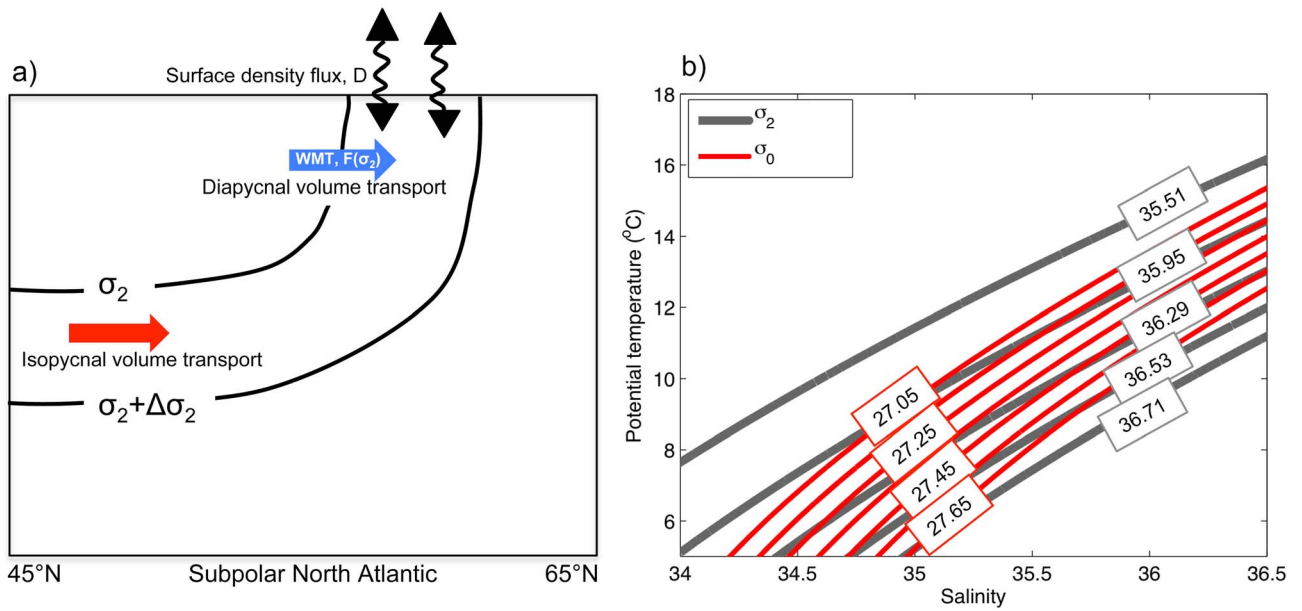 a)
Surface density flux, D
WMT, F(σ₂)
Diapycnal volume transport
σ₂
Isopycnal volume transport
σ₂+Δσ₂
45°N
Subpolar North Atlantic
65°N
b)
σ₂
σ₀
18
16
14
12
10
8
6
Potential temperature (°C)
35.51
35.95
36.29
36.53
36.71
27.05
27.25
27.45
27.65
34
34.5
35
35.5
36
36.5
Salinity